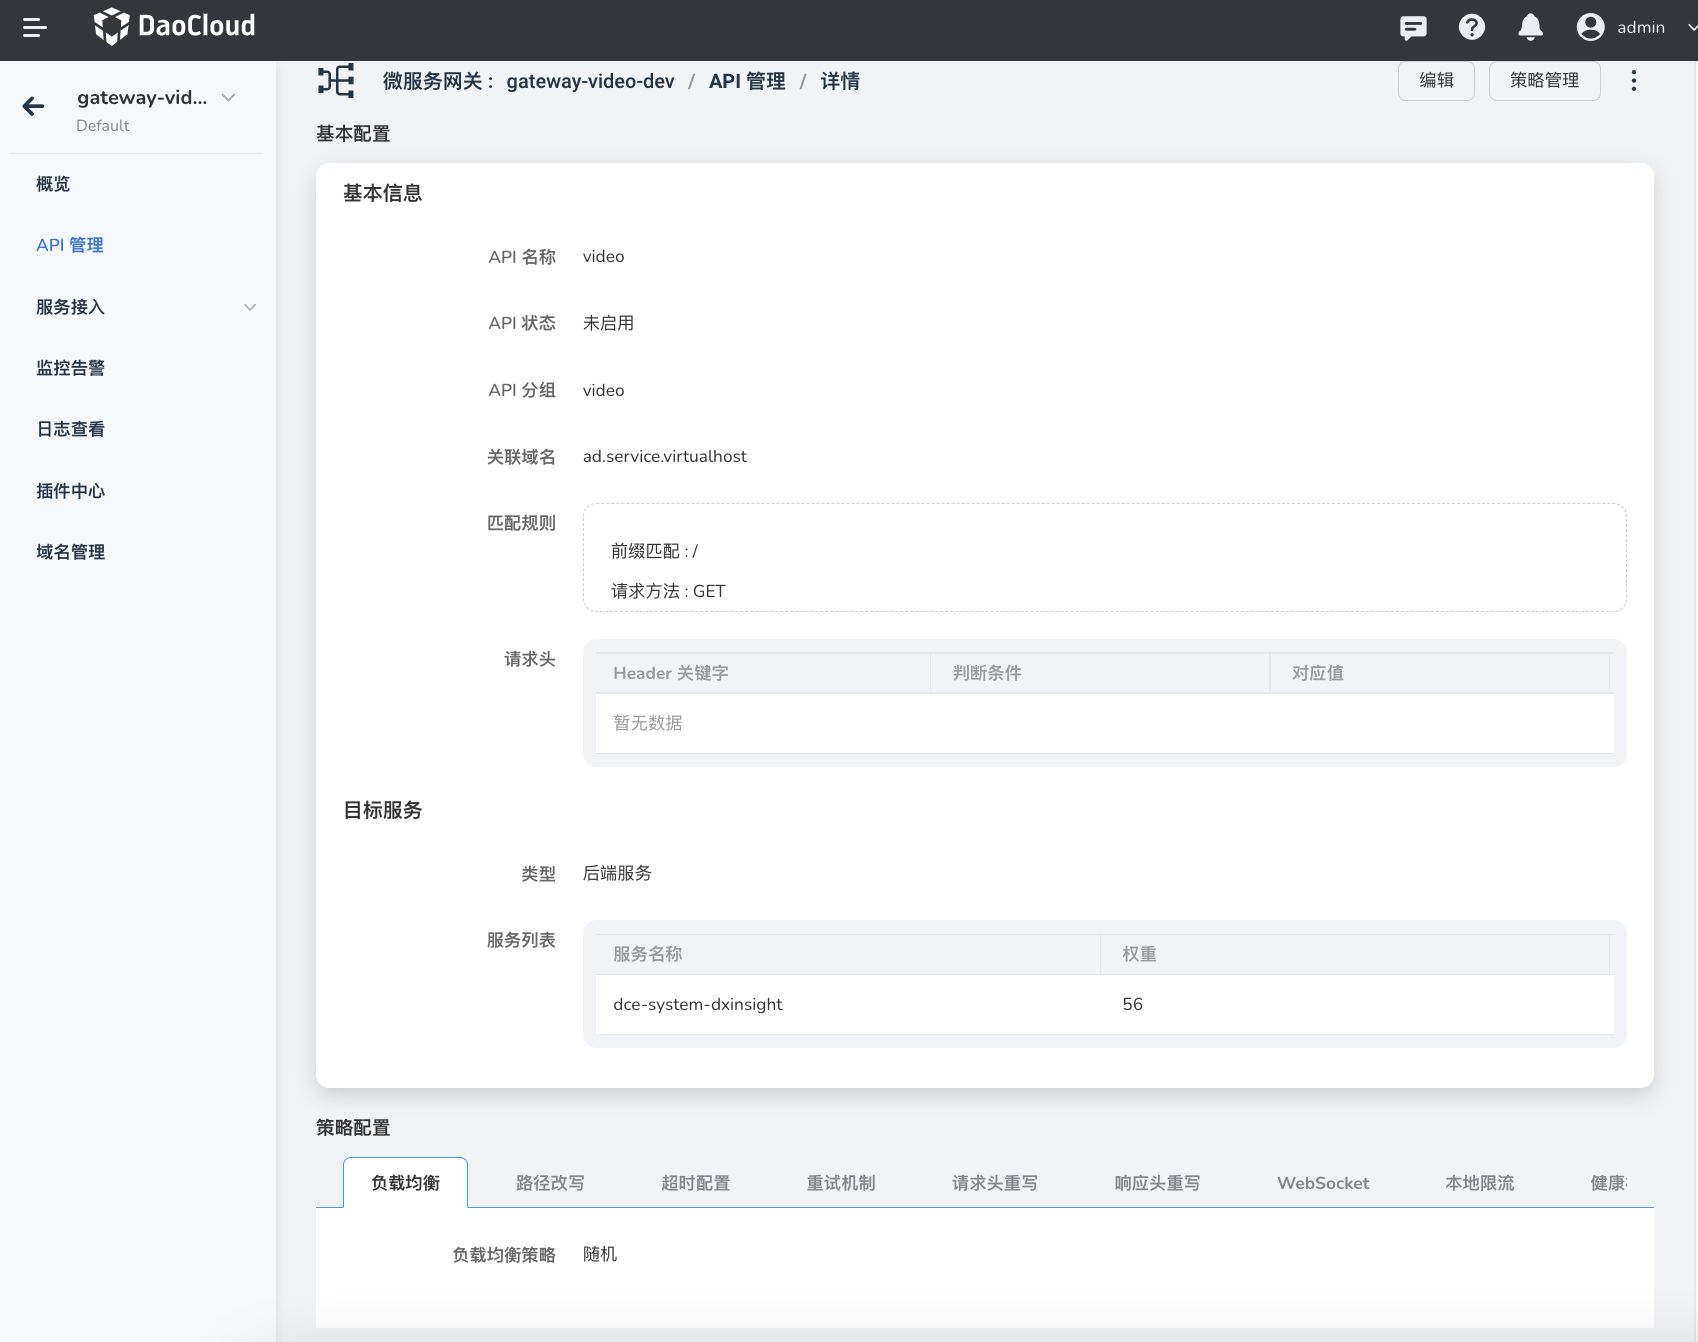 DaoCloud
admin
gateway-vid...
Default
概览
API 管理
服务接入
监控告警
日志查看
插件中心
域名管理
微服务网关 : gateway-video-dev / API 管理 / 详情
编辑
策略管理
基本配置
基本信息
API 名称 video
API 状态 未启用
API 分组 video
关联域名 ad.service.virtualhost
匹配规则
前缀匹配 : /
请求方法 : GET
请求头
Header 关键字 判断条件 对应值
暂无数据
目标服务
类型 后端服务
服务列表
服务名称 权重
dce-system-dxinsight 56
策略配置
负载均衡 路径改写 超时配置 重试机制 请求头重写 响应头重写 WebSocket 本地限流 健康
负载均衡策略 随机